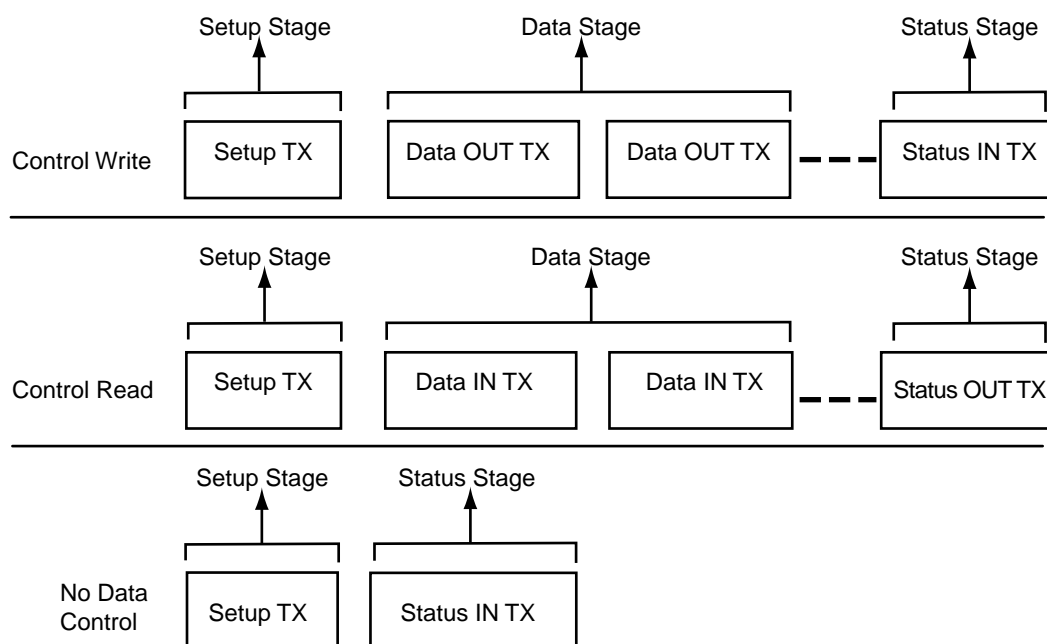 Setup Stage Data Stage Status Stage
Control Write Setup TX Data OUT TX Data OUT TX Status IN TX
Setup Stage Data Stage Status Stage
Control Read Setup TX Data IN TX Data IN TX Status OUT TX
Setup Stage Status Stage
No Data
Control Setup TX Status IN TX